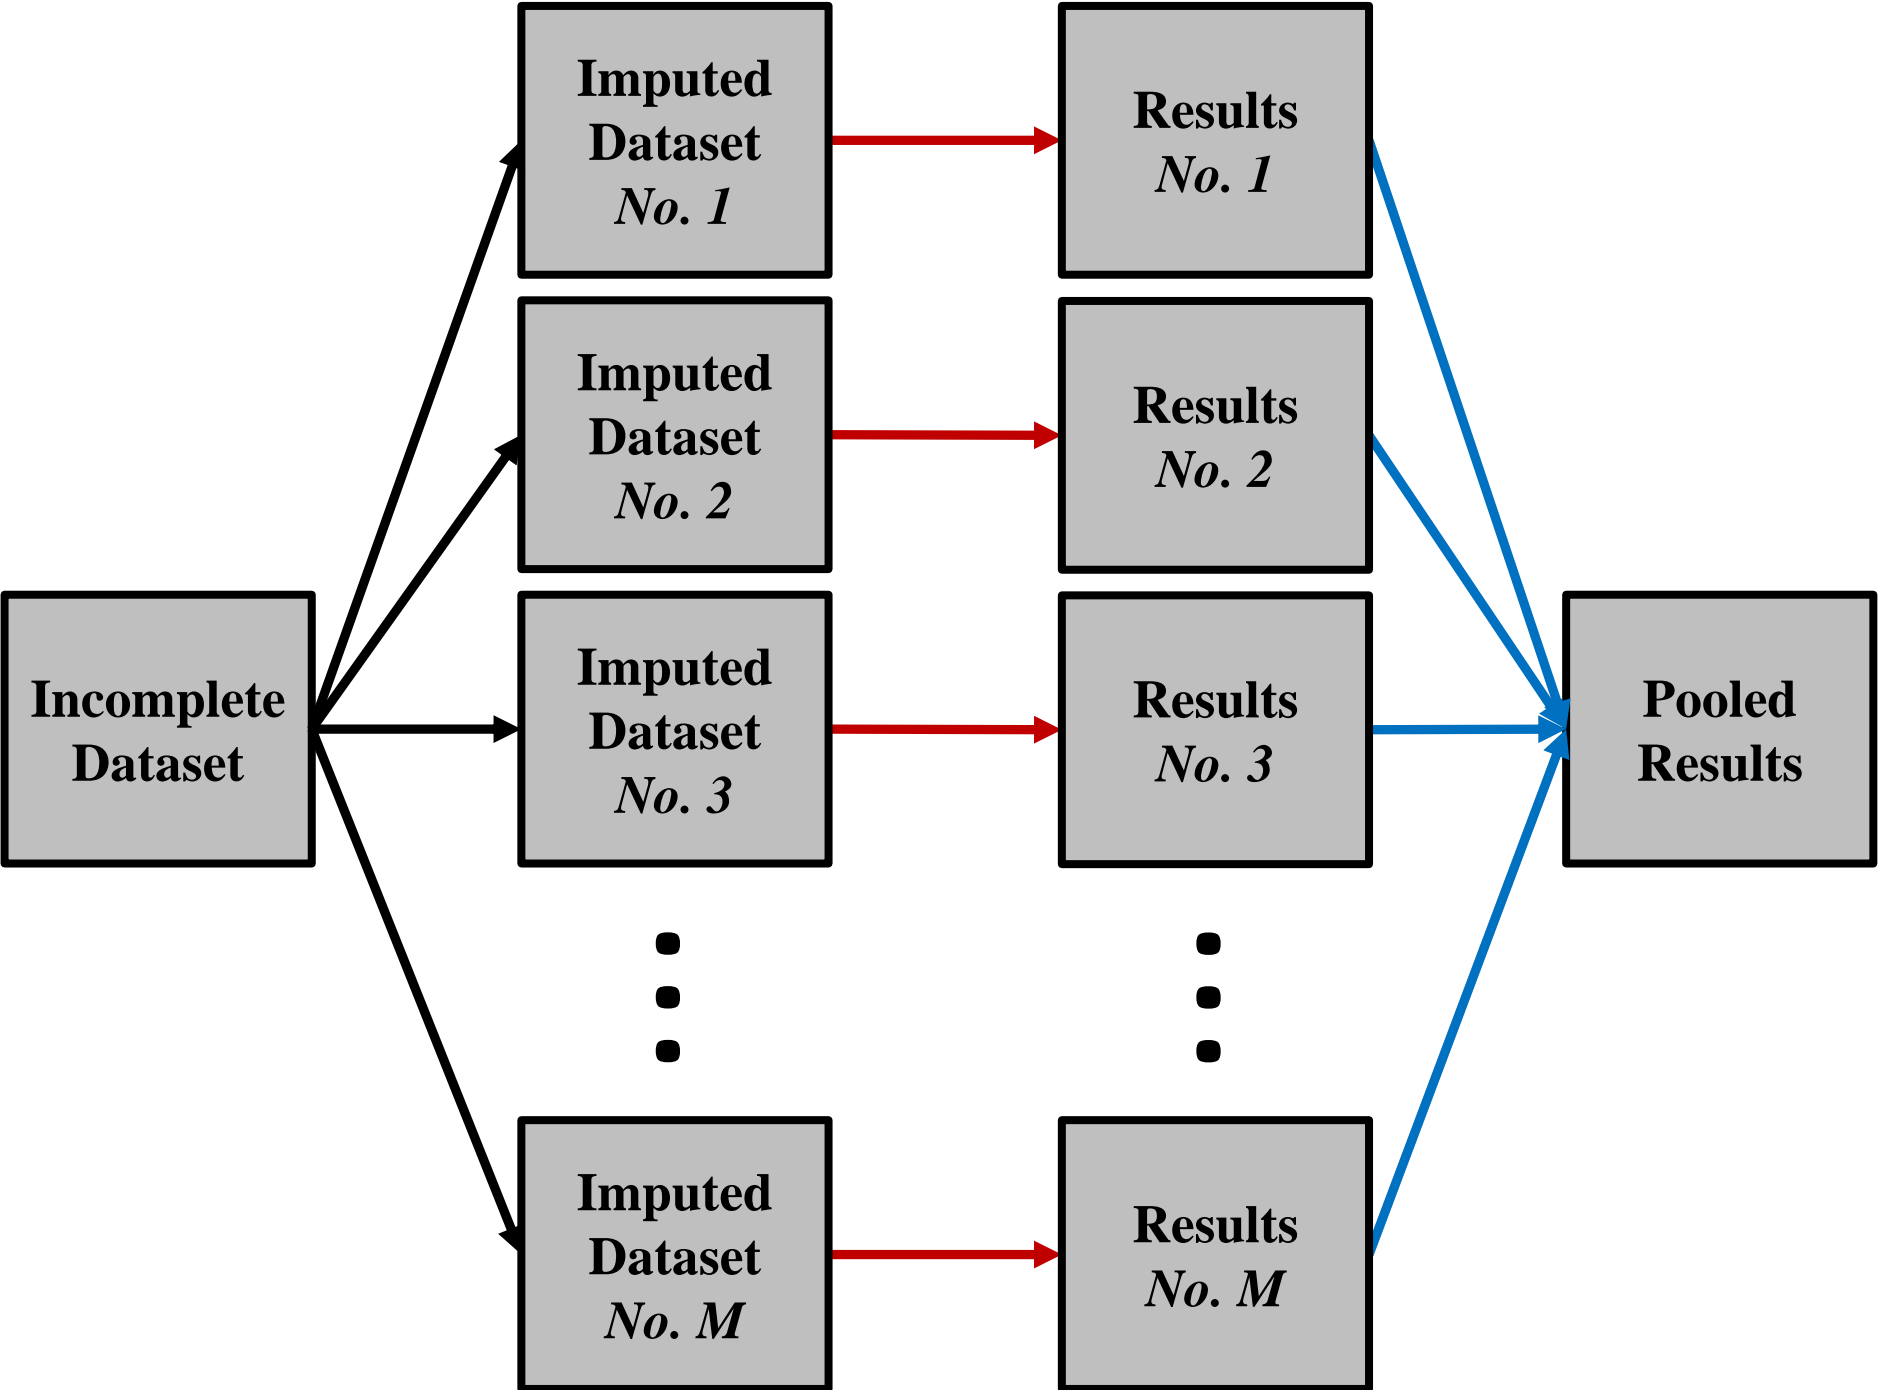 Imputed
Dataset
No. 1
Results
No. 1
Imputed
Dataset
No. 2
Results
No. 2
Incomplete
Dataset
Imputed
Dataset
No. 3
Results
No. 3
Pooled
Results
Imputed
Dataset
No. M
Results
No. M